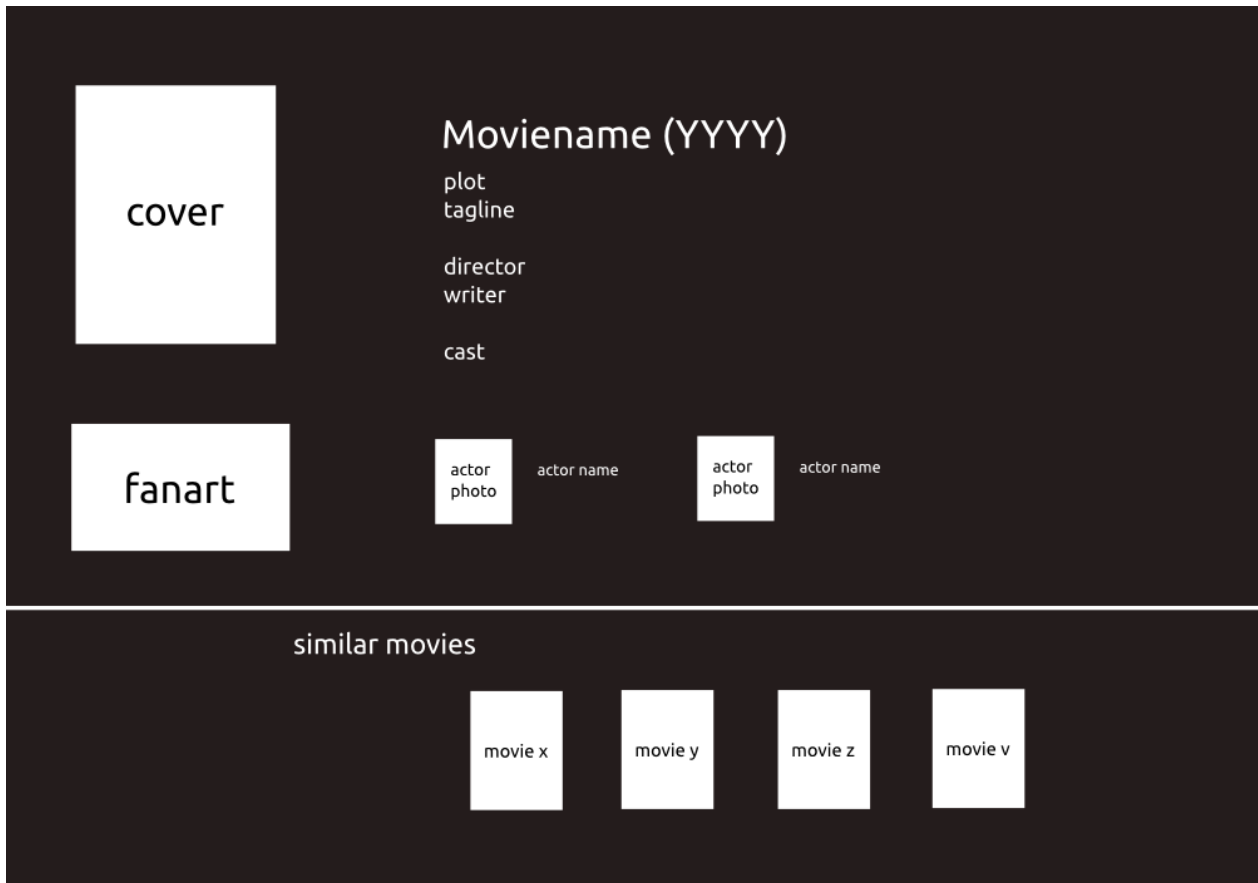 cover
Moviename (YYYY)
plot
tagline
director
writer
cast
fanart
actor
photo
actor name
actor
photo
actor name
similar movies
movie x
movie y
movie z
movie v